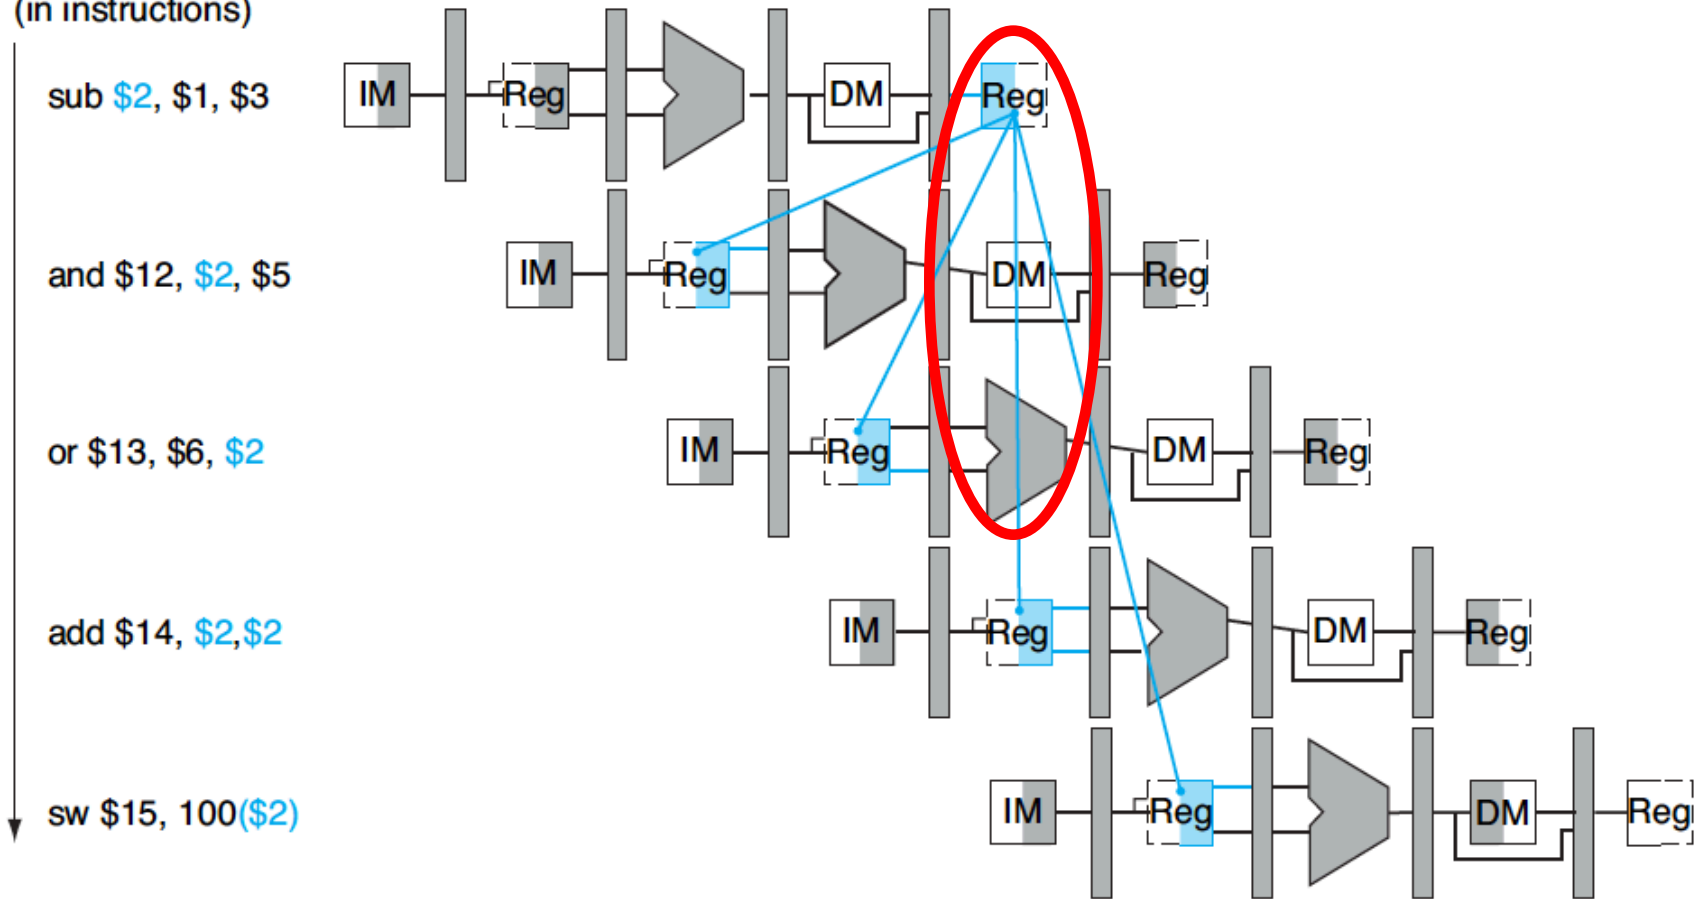 (in instructions)
sub $2, $1, $3
IM Reg DM Reg
and $12, $2, $5
IM Reg DM Reg
or $13, $6, $2
IM Reg DM Reg
add $14, $2,$2
IM Reg DM Reg
sw $15, 100($2)
IM Reg DM Reg